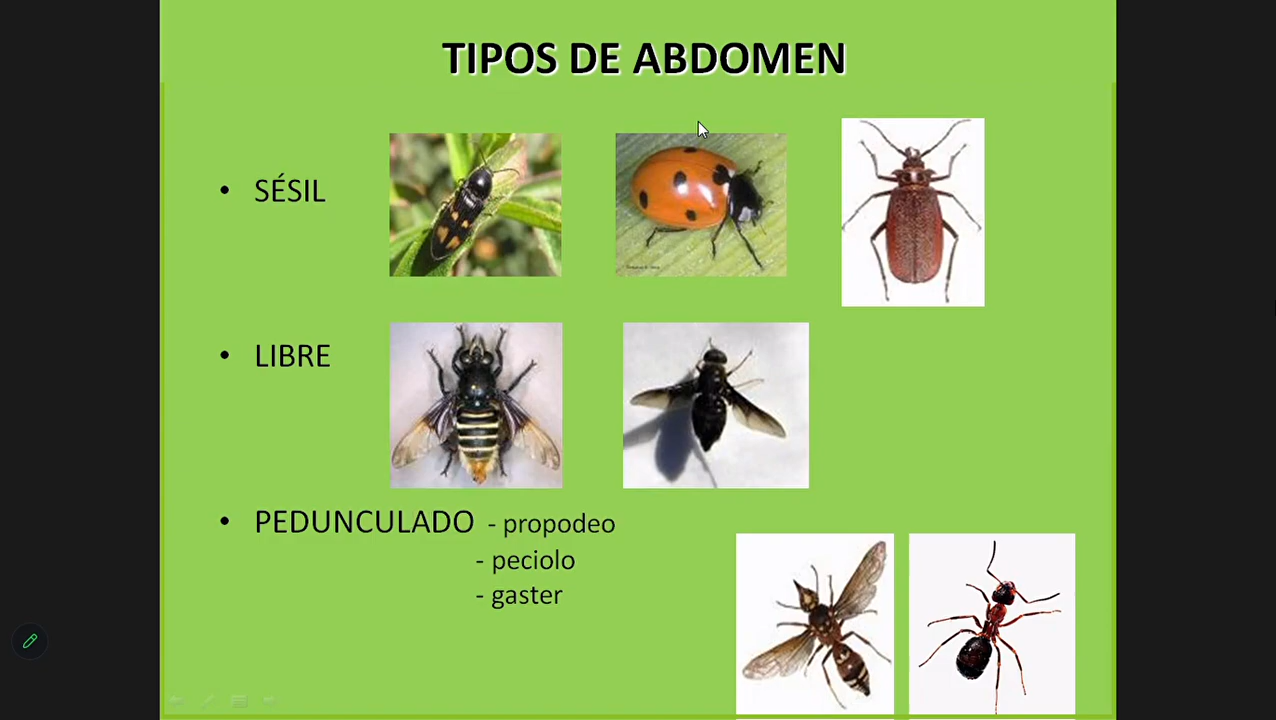 TIPOS DE ABDOMEN
• SÉSIL
• LIBRE
• PEDUNCULADO - propodeo
- peciolo
- gaster